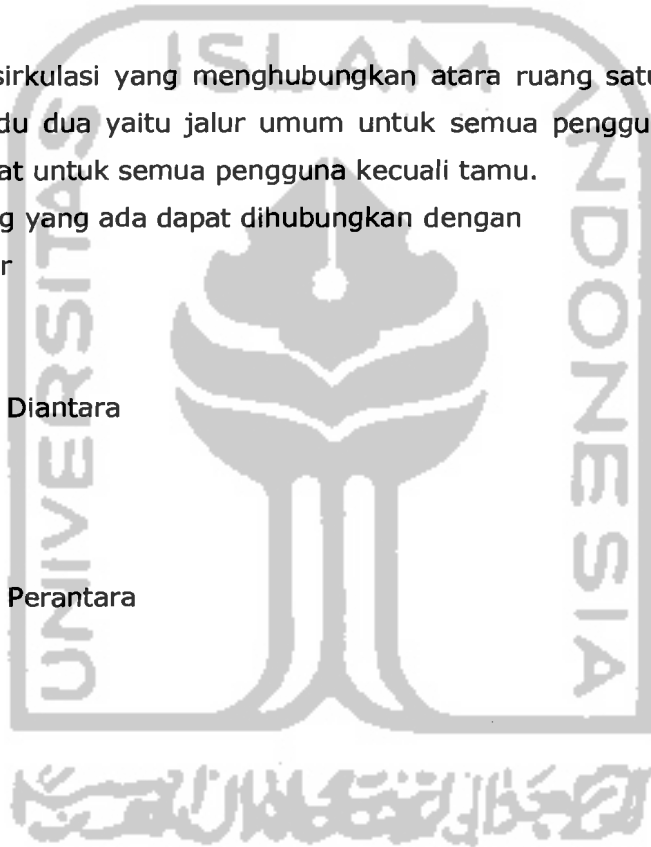 ISLAM
UNIVERSITAS
INDONESIA
sirkulasi yang menghubungkan atara ruang satu
du dua yaitu jalur umum untuk semua penggu
at untuk semua pengguna kecuali tamu.
g yang ada dapat dihubungkan dengan
r
Diantara
Perantara